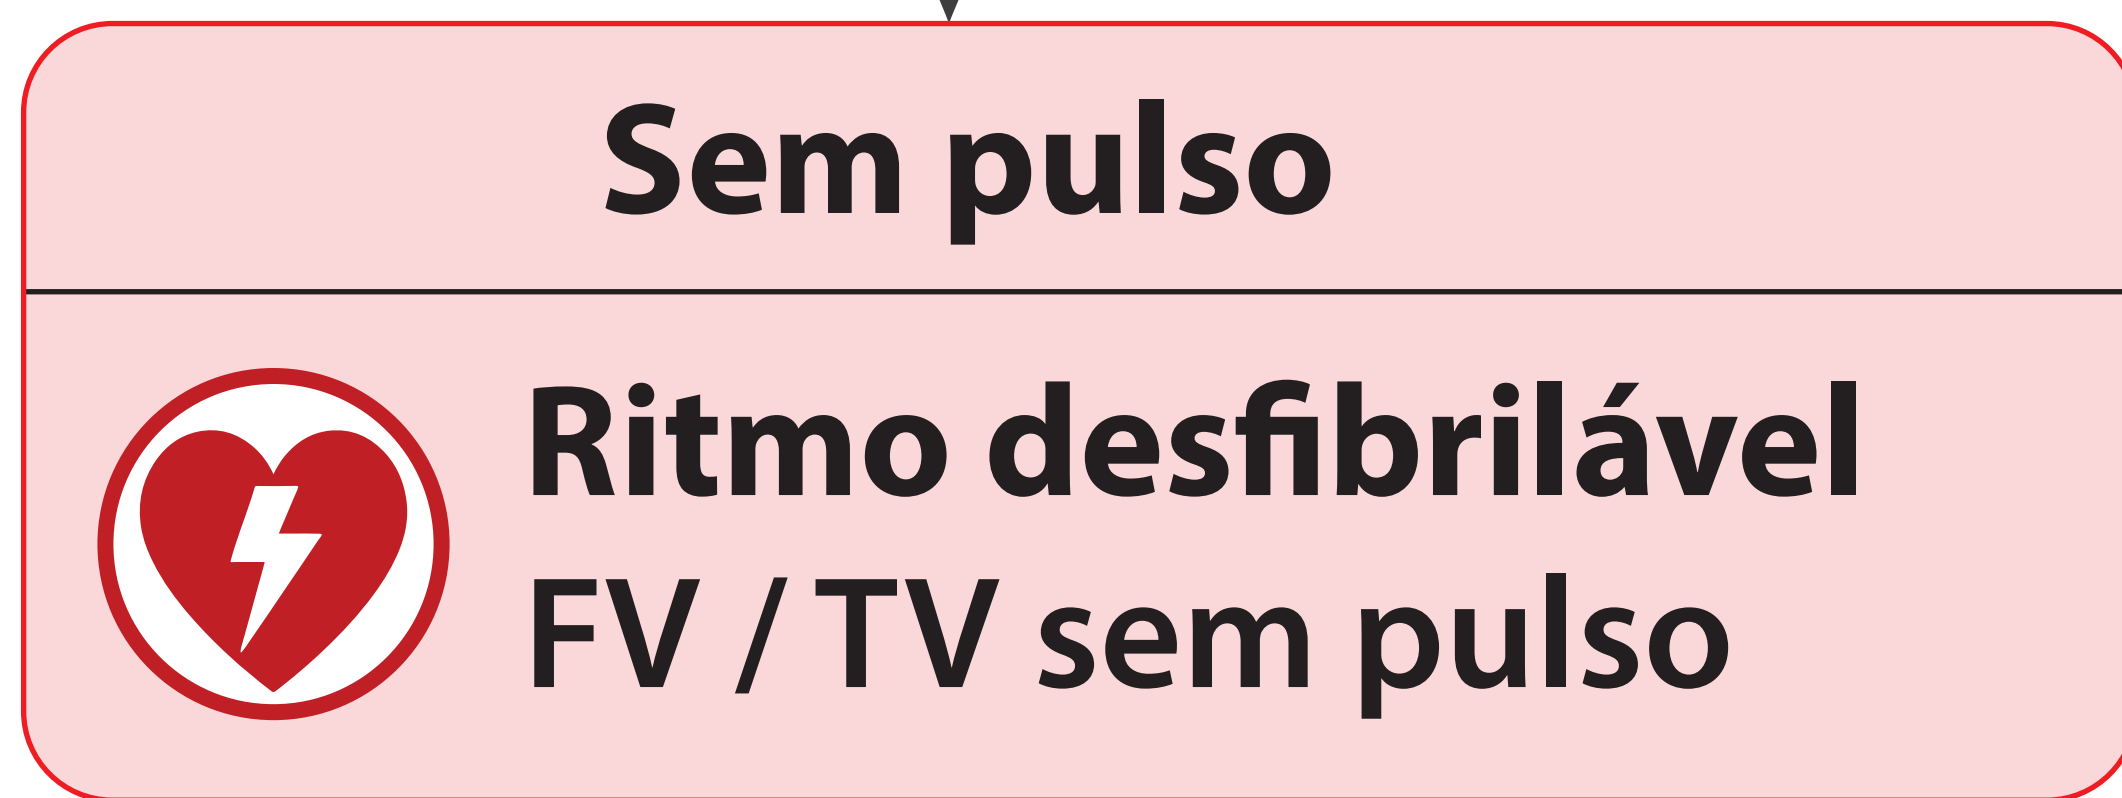 Sem pulso
Ritmo desfibrilável
FV / TV sem pulso